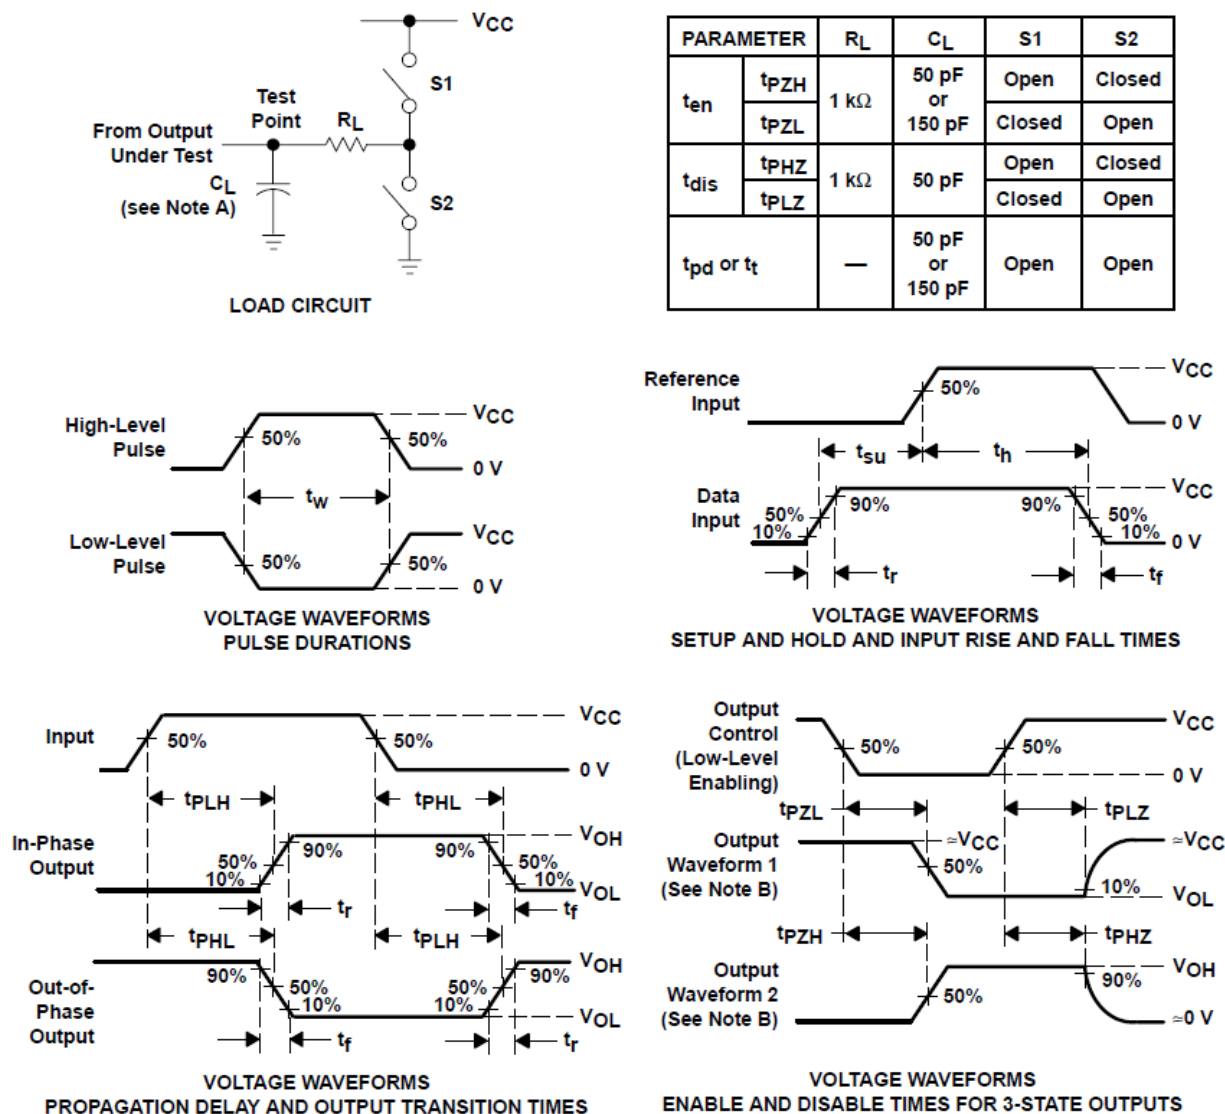 VCC
S1
Test
Point
RL
From Output
Under Test
CL
(see Note A)
S2
LOAD CIRCUIT
PARAMETER RL CL S1 S2
ten tPZH 1 kΩ 50 pF or 150 pF Open Closed
tPZL Closed Open
tdis tPHZ 1 kΩ 50 pF Open Closed
tPLZ Closed Open
tpd or tt — 50 pF or 150 pF Open Open
High-Level
Pulse
50% 50%
VCC
0 V
tw
Low-Level
Pulse
50% 50%
VCC
0 V
VOLTAGE WAVEFORMS
PULSE DURATIONS
Reference
Input
50%
VCC
0 V
tsu th
Data
Input
50%
10%
90% 90%
50%
10%
VCC
0 V
tr tf
VOLTAGE WAVEFORMS
SETUP AND HOLD AND INPUT RISE AND FALL TIMES
Input
50% 50%
VCC
0 V
tPLH tPHL
In-Phase
Output
50%
10%
90% 90%
50%
10%
VOH
VOL
tr tf
tPHL tPLH
Out-of-
Phase
Output
90%
50%
10%
50%
10%
90%
VOH
VOL
tf tr
VOLTAGE WAVEFORMS
PROPAGATION DELAY AND OUTPUT TRANSITION TIMES
Output
Control
(Low-Level
Enabling)
50% 50%
VCC
0 V
tPZL tPLZ
Output
Waveform 1
(See Note B)
≈VCC
50%
≈VCC
10%
VOL
tPZH tPHZ
Output
Waveform 2
(See Note B)
50%
VOH
90%
≈0 V
VOLTAGE WAVEFORMS
ENABLE AND DISABLE TIMES FOR 3-STATE OUTPUTS